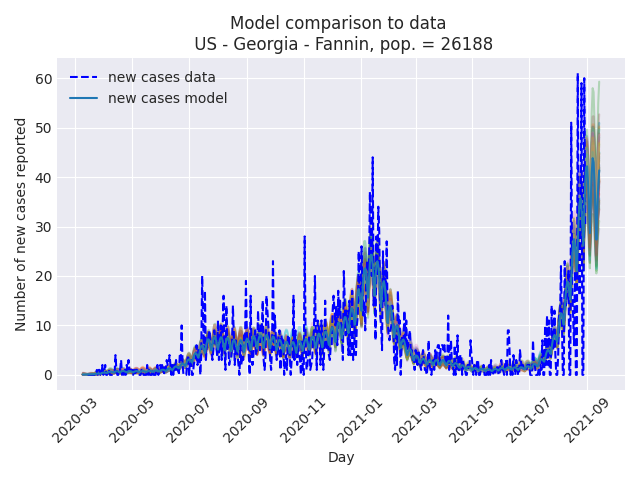 Model comparison to data
US - Georgia - Fannin, pop. = 26188
new cases data
new cases model
Number of new cases reported
60
50
40
30
20
10
0
2020-03
2020-05
2020-07
2020-09
2020-11
2021-01
2021-03
2021-05
2021-07
2021-09
Day